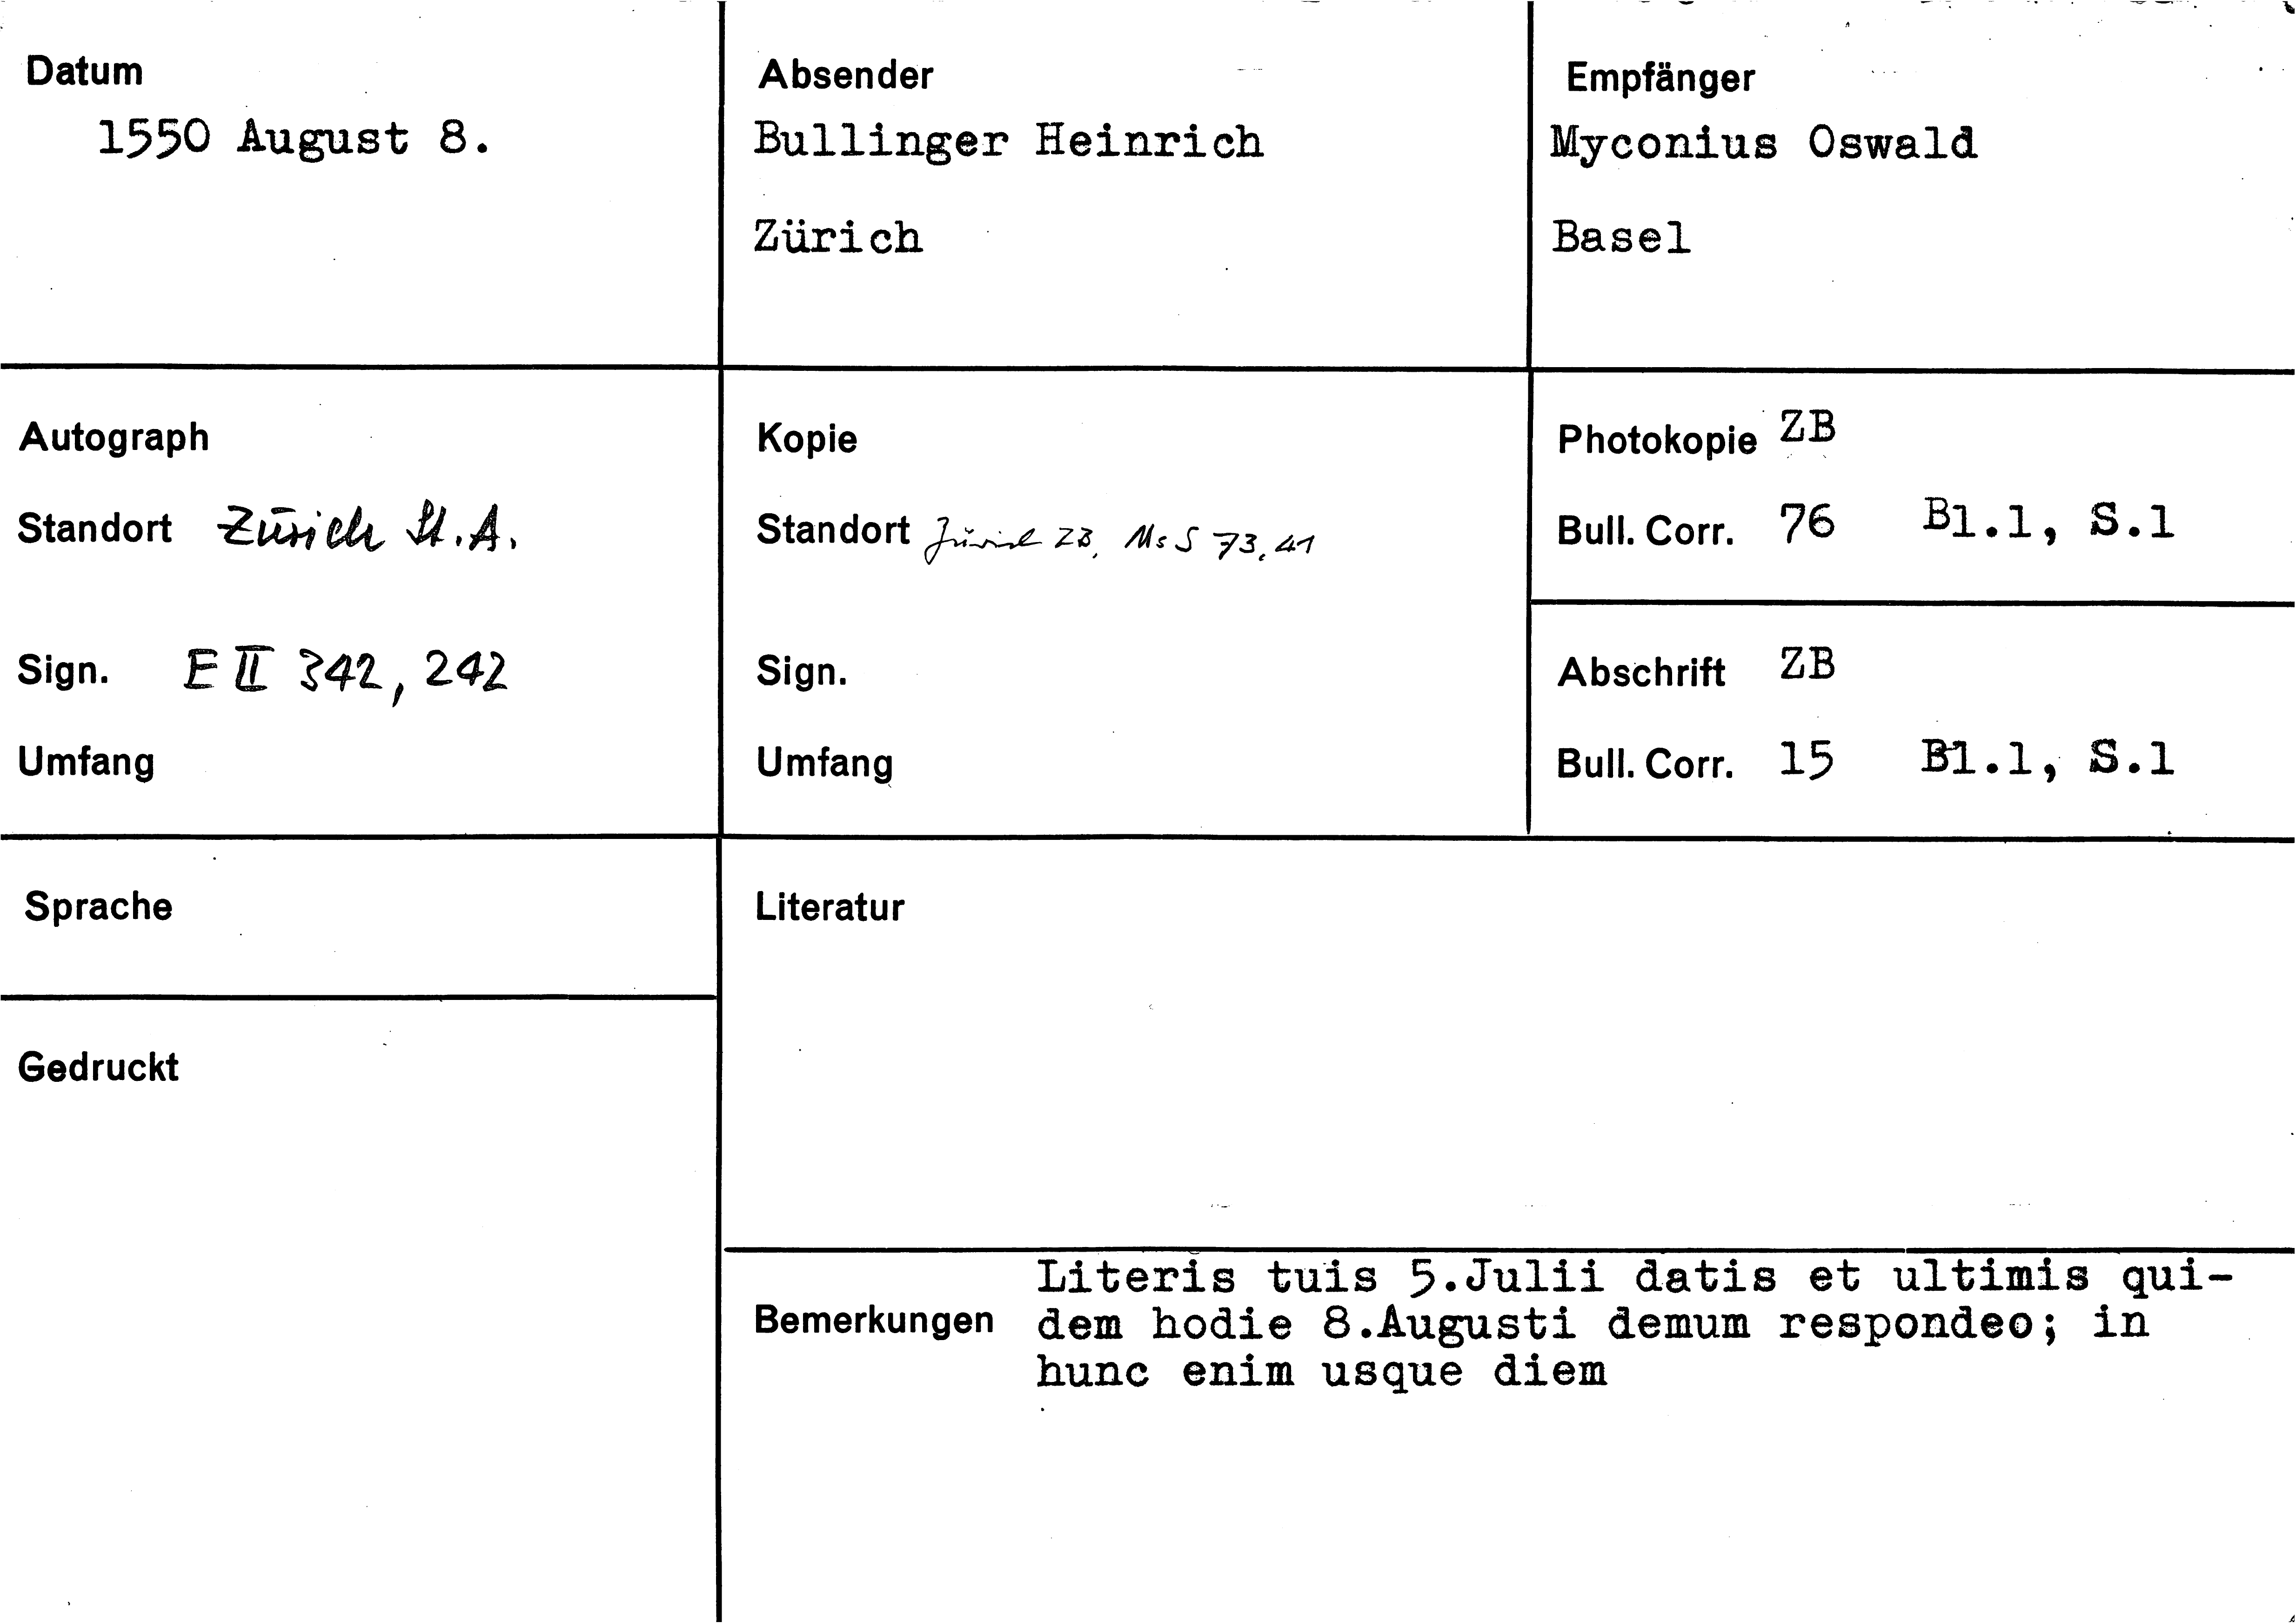 Datum
1550 August 8.
Absender
Bullinger Heinrich
Zürich
Empfänger
Myconius Oswald
Basel
Autograph
Standort Zürich St.A.
Sign. E II 342, 242
Umfang
Kopie
Standort Zürich ZB, Ms S 73, 41
Sign.
Umfang
Photokopie ZB
Bull. Corr. 76 Bl.1, S.1
Abschrift ZB
Bull. Corr. 15 Bl.1, S.1
Sprache
Gedruckt
Literatur
Bemerkungen
Literis tuis 5.Julii datis et ultimis qui-
dem hodie 8.Augusti demum respondeo; in
hunc enim usque diem